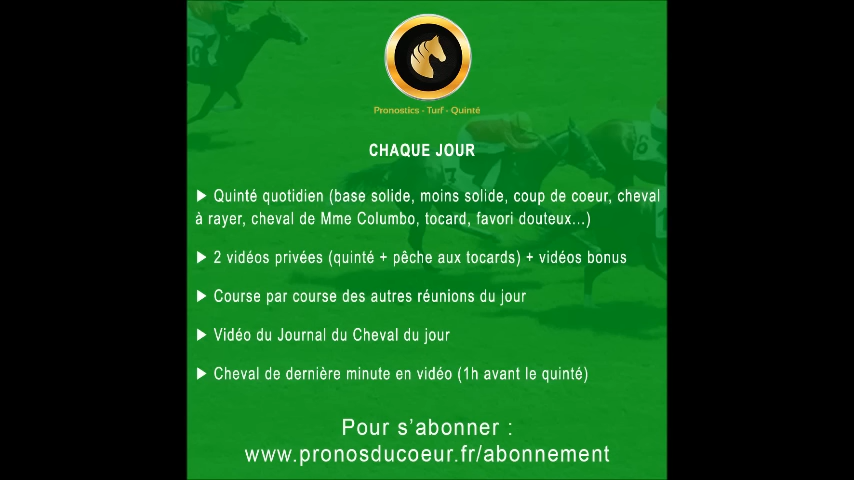 Pronostics - Turf - Quinté
CHAQUE JOUR
▶ Quinté quotidien (base solide, moins solide, coup de coeur, cheval
à rayer, cheval de Mme Columbo, tocard, favori douteux...)
▶ 2 vidéos privées (quinté + pêche aux tocards) + vidéos bonus
▶ Course par course des autres réunions du jour
▶ Vidéo du Journal du Cheval du jour
▶ Cheval de dernière minute en vidéo (1h avant le quinté)
Pour s'abonner :
www.pronosducoeur.fr/abonnement